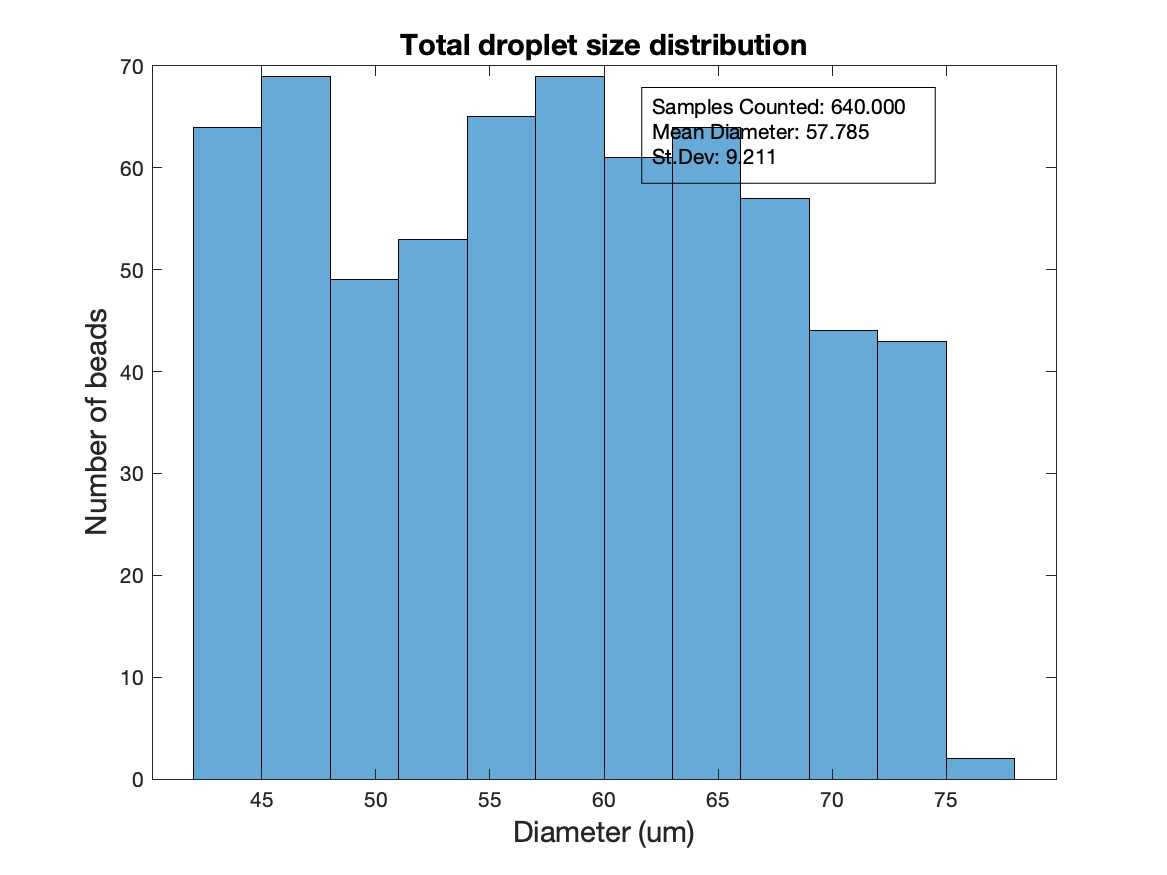 Total droplet size distribution
70
60
50
40
30
20
10
0
Number of beads
Samples Counted: 640.000
Mean Diameter: 57.785
St.Dev: 9.211
45 50 55 60 65 70 75
Diameter (um)